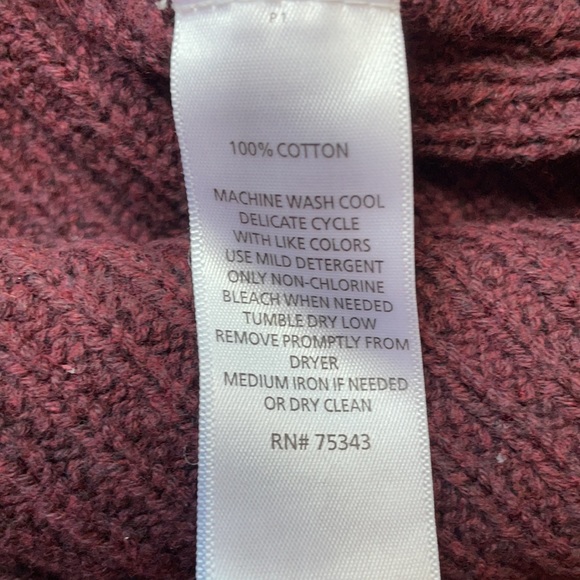 P1
100% COTTON
MACHINE WASH COOL
DELICATE CYCLE
WITH LIKE COLORS
USE MILD DETERGENT
ONLY NON-CHLORINE
BLEACH WHEN NEEDED
TUMBLE DRY LOW
REMOVE PROMPTLY FROM
DRYER
MEDIUM IRON IF NEEDED
OR DRY CLEAN
RN# 75343